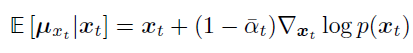 𝔼 [μ_{x_t}|x_t] = x_t + (1 − ᾱ_t)∇_{x_t} log p(x_t)